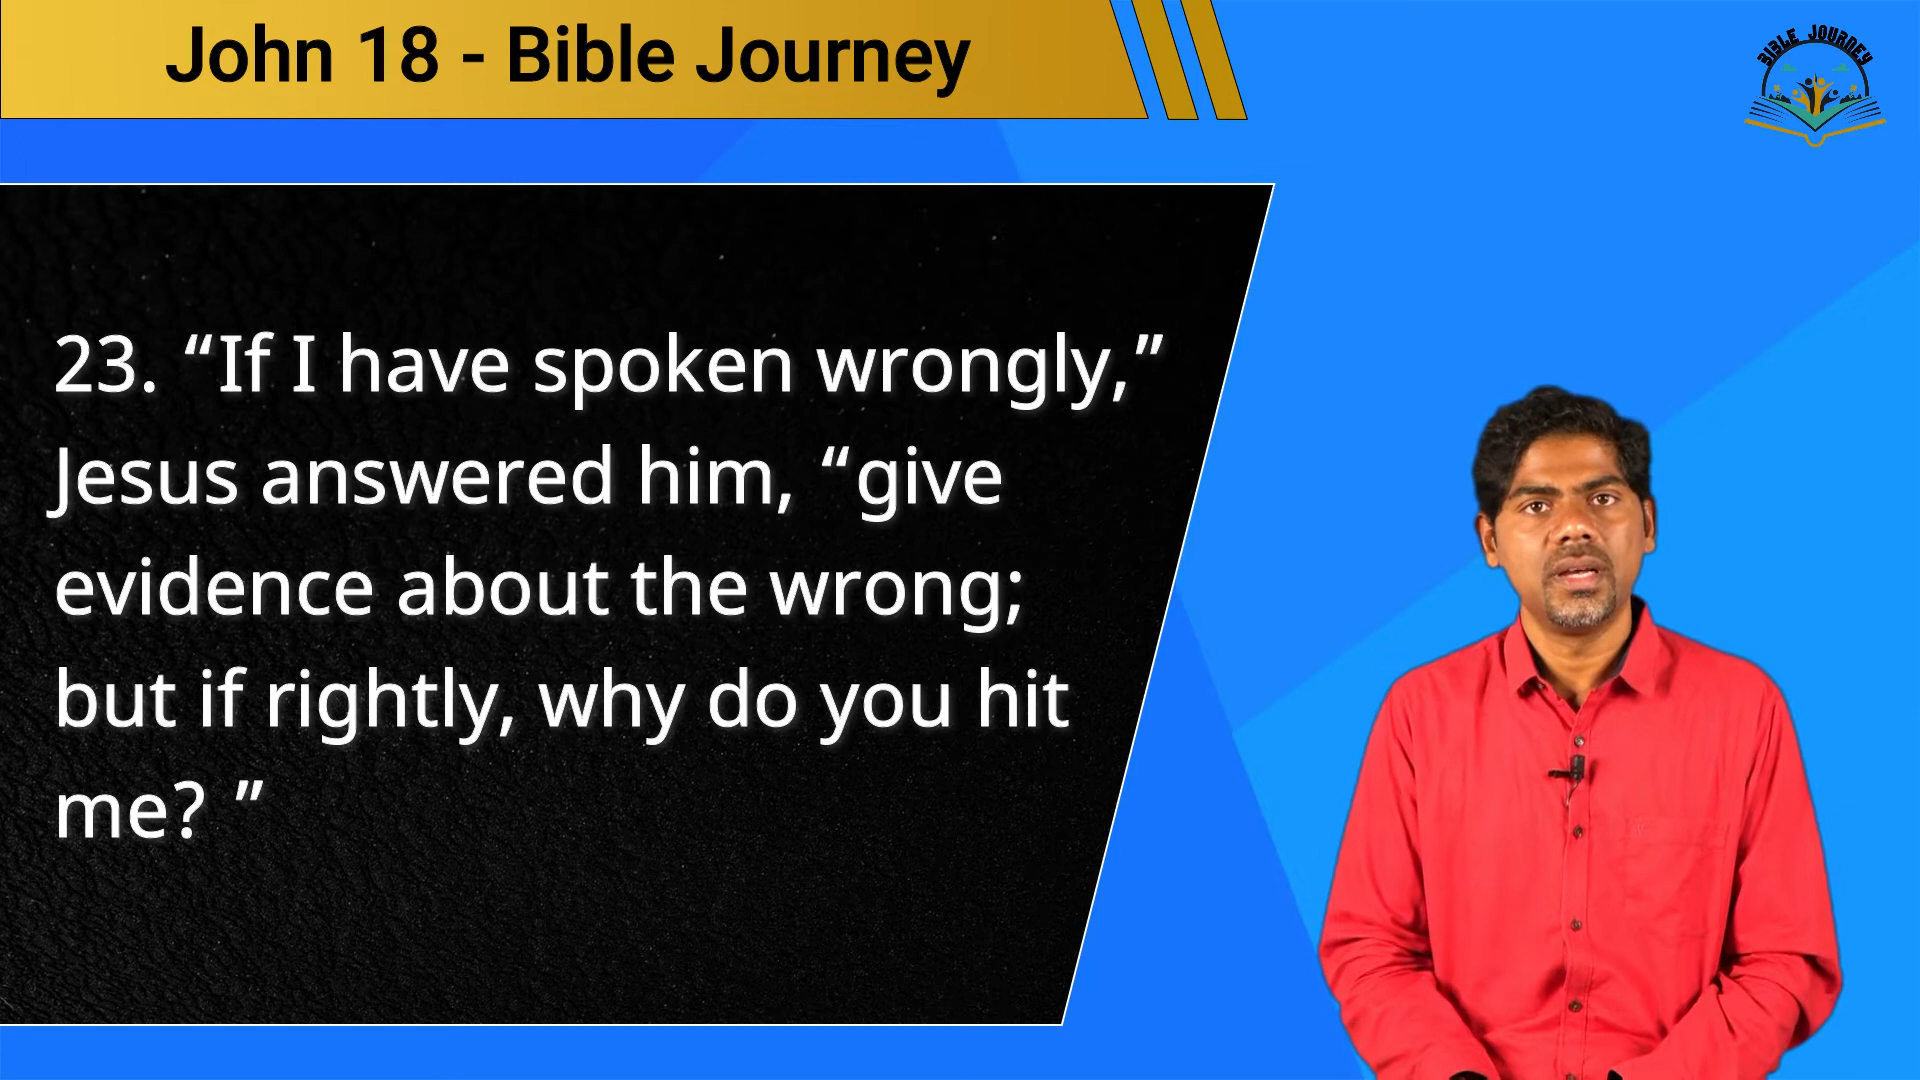 John 18 - Bible Journey
BIBLE JOURNEY
23. “If I have spoken wrongly,”
Jesus answered him, “give
evidence about the wrong;
but if rightly, why do you hit
me? ”